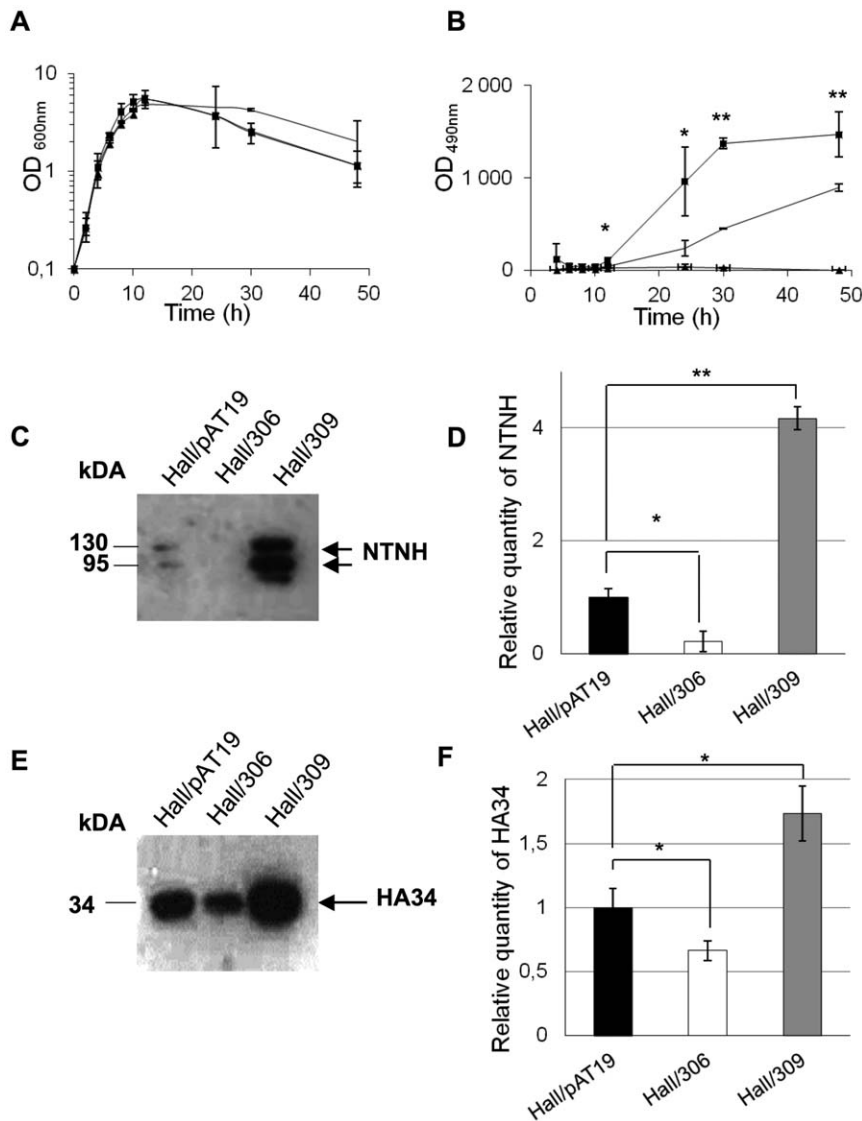 A
10
1
0,1
OD 600nm
0 10 20 30 40 50
Time (h)
B
2 000
1 000
0
OD490nm
* * ** **
0 10 20 30 40 50
Time (h)
C
kDA
Hall/pAT19
Hall/306
Hall/309
130
95
NTNH
D
Relative quantity of NTNH
4
2
0
**
*
Hall/pAT19
Hall/306
Hall/309
E
kDA
Hall/pAT19
Hall/306
Hall/309
34
HA34
F
Relative quantity of HA34
2
1,5
1
0,5
0
*
*
Hall/pAT19
Hall/306
Hall/309